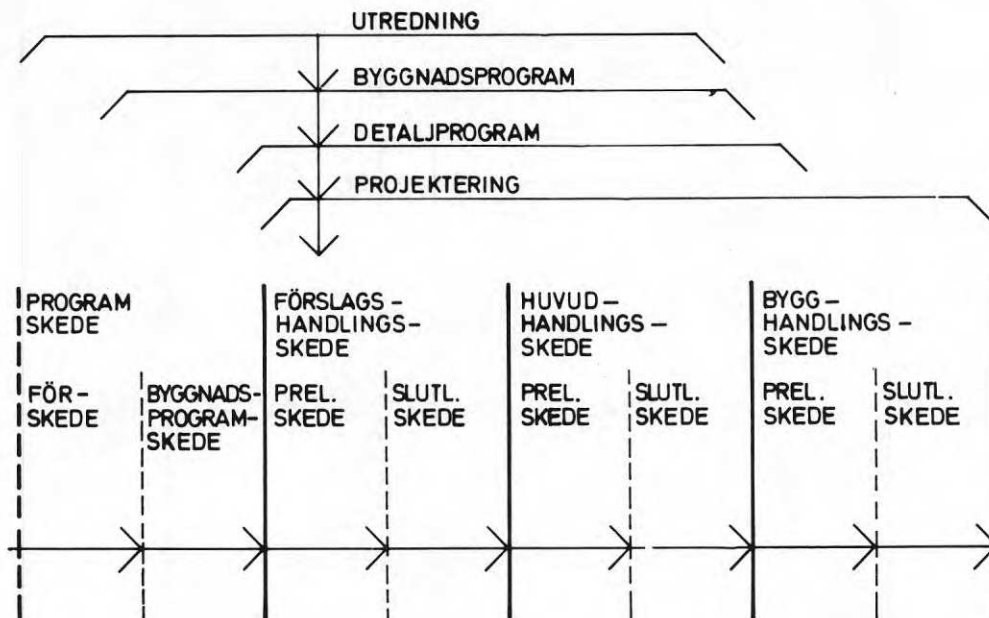 UTREDNING
BYGGNADSPROGRAM
DETALJPROGRAM
PROJEKTERING
PROGRAM
SKEDE
FÖRSLAGS-
HANDLINGS-
SKEDE
HUVUD-
HANDLINGS-
SKEDE
BYGG-
HANDLINGS-
SKEDE
FÖR-
SKEDE
BYGGNADS-
PROGRAM-
SKEDE
PREL.
SKEDE
SLUTL.
SKEDE
PREL.
SKEDE
SLUTL.
SKEDE
PREL.
SKEDE
SLUTL.
SKEDE